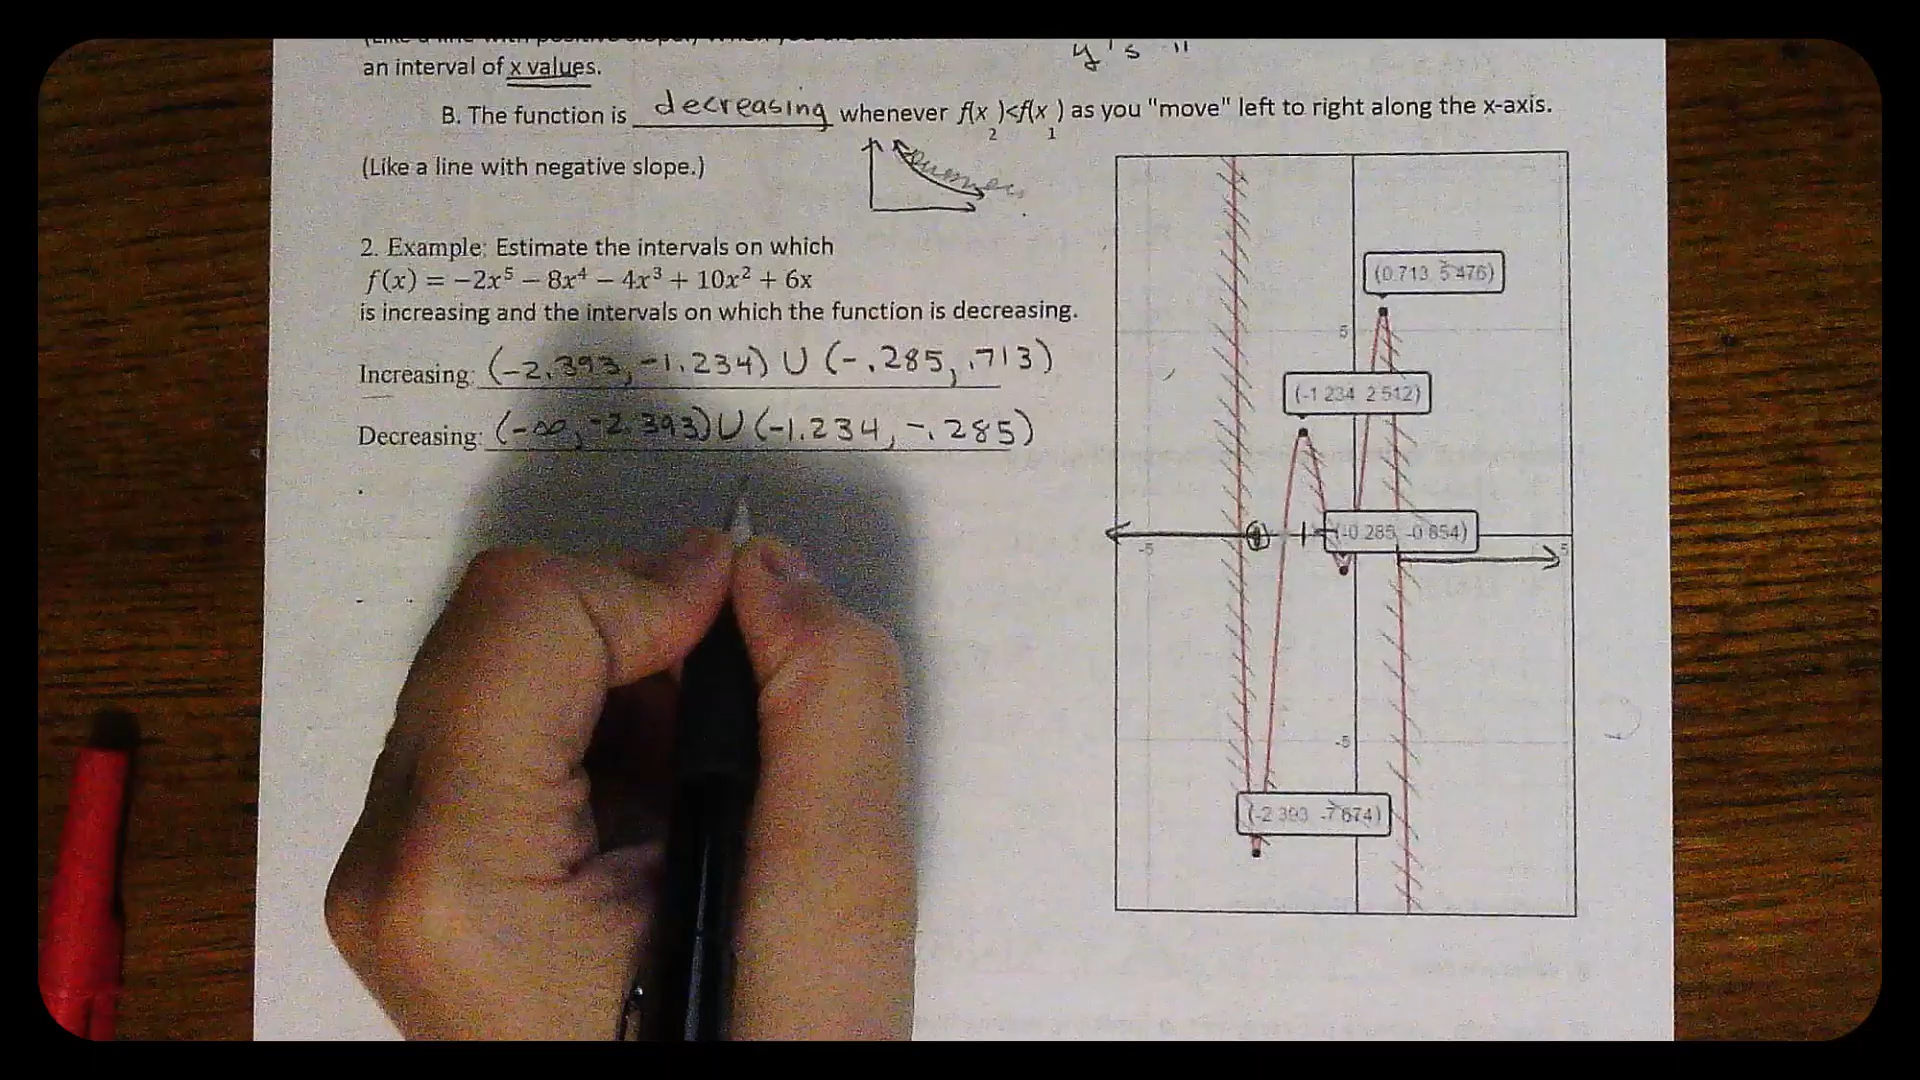 y's "
an interval of x values.
B. The function is decreasing whenever f(x₂)<f(x₁) as you "move" left to right along the x-axis.
(Like a line with negative slope.)
2. Example: Estimate the intervals on which
f(x) = −2x⁵ − 8x⁴ − 4x³ + 10x² + 6x
is increasing and the intervals on which the function is decreasing.
Increasing: (-2.393, -1.234) U (-.285, .713)
Decreasing: (-∞, -2.393) U (-1.234, -.285)
(0.713, 5.476)
5
(-1.234, 2.512)
(-0.285, -0.854)
-5
5
-5
(-2.393, -7.674)